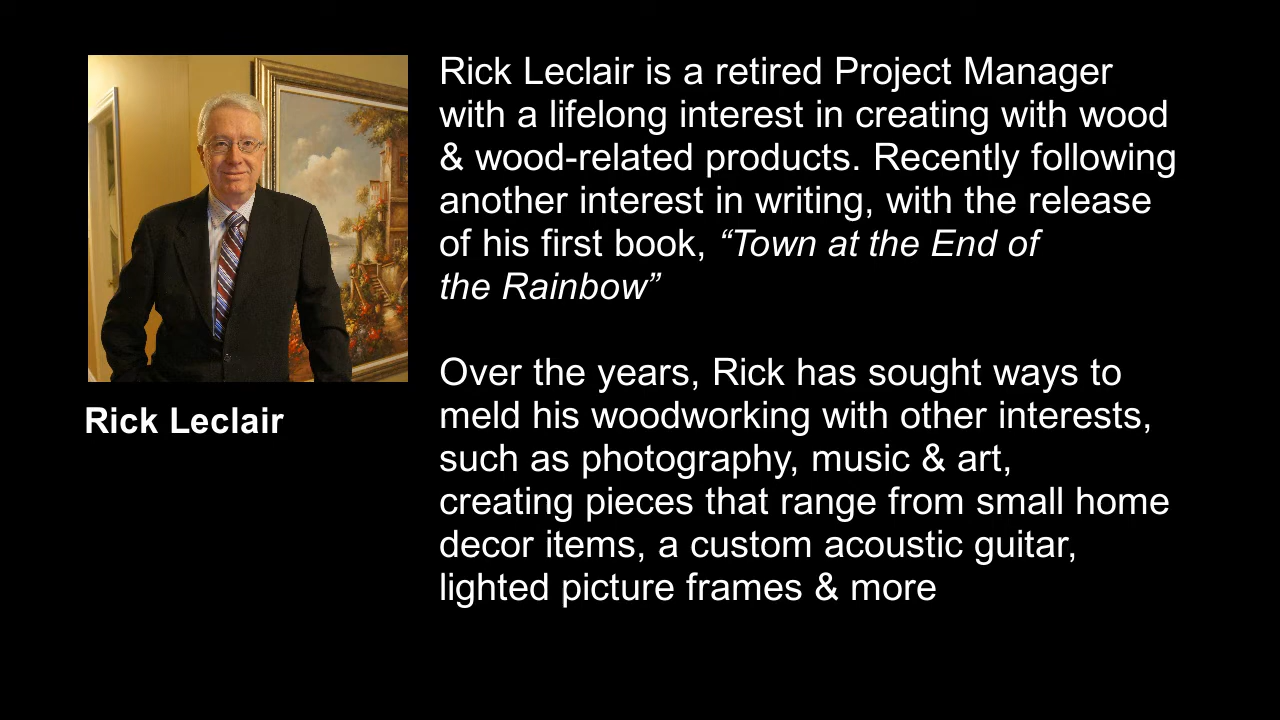 Rick Leclair is a retired Project Manager
with a lifelong interest in creating with wood
& wood-related products. Recently following
another interest in writing, with the release
of his first book, “Town at the End of
the Rainbow”
Over the years, Rick has sought ways to
meld his woodworking with other interests,
such as photography, music & art,
creating pieces that range from small home
decor items, a custom acoustic guitar,
lighted picture frames & more
Rick Leclair